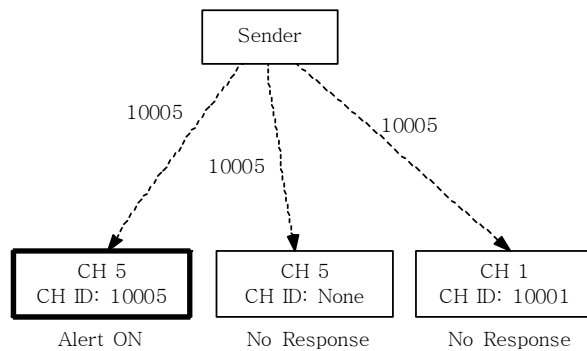 Sender
10005
10005
10005
CH 5
CH ID: 10005
CH 5
CH ID: None
CH 1
CH ID: 10001
Alert ON
No Response
No Response